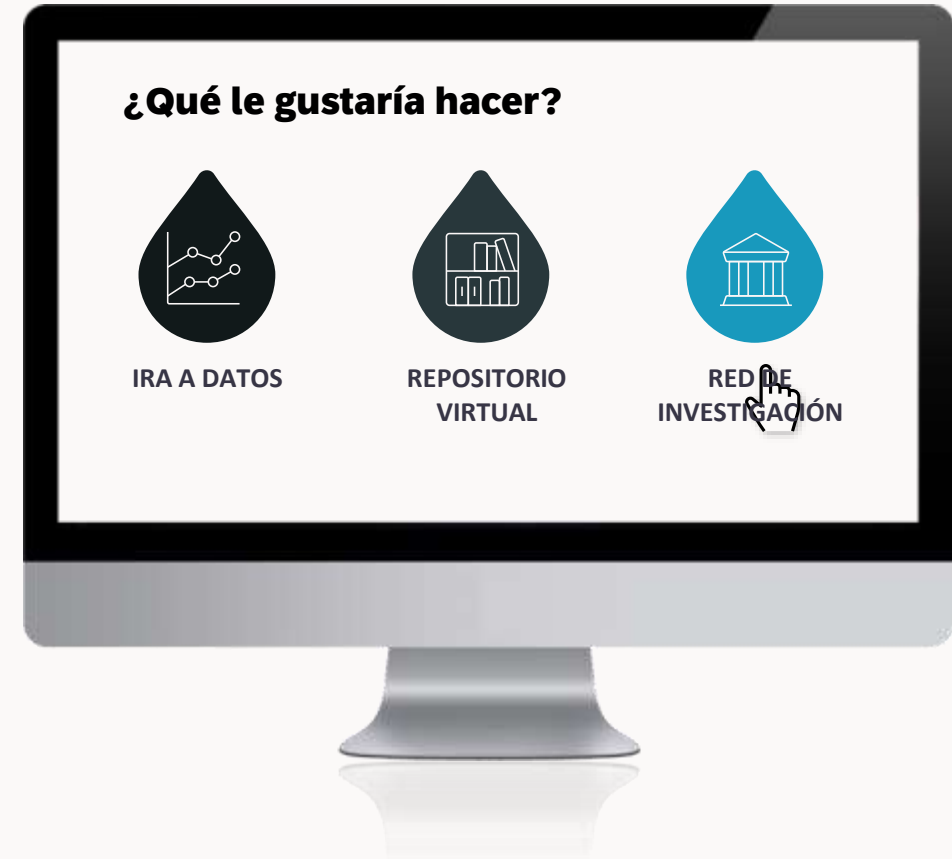 ¿Qué le gustaría hacer?
IRA A DATOS
REPOSITORIO
VIRTUAL
RED DE
INVESTIGACIÓN